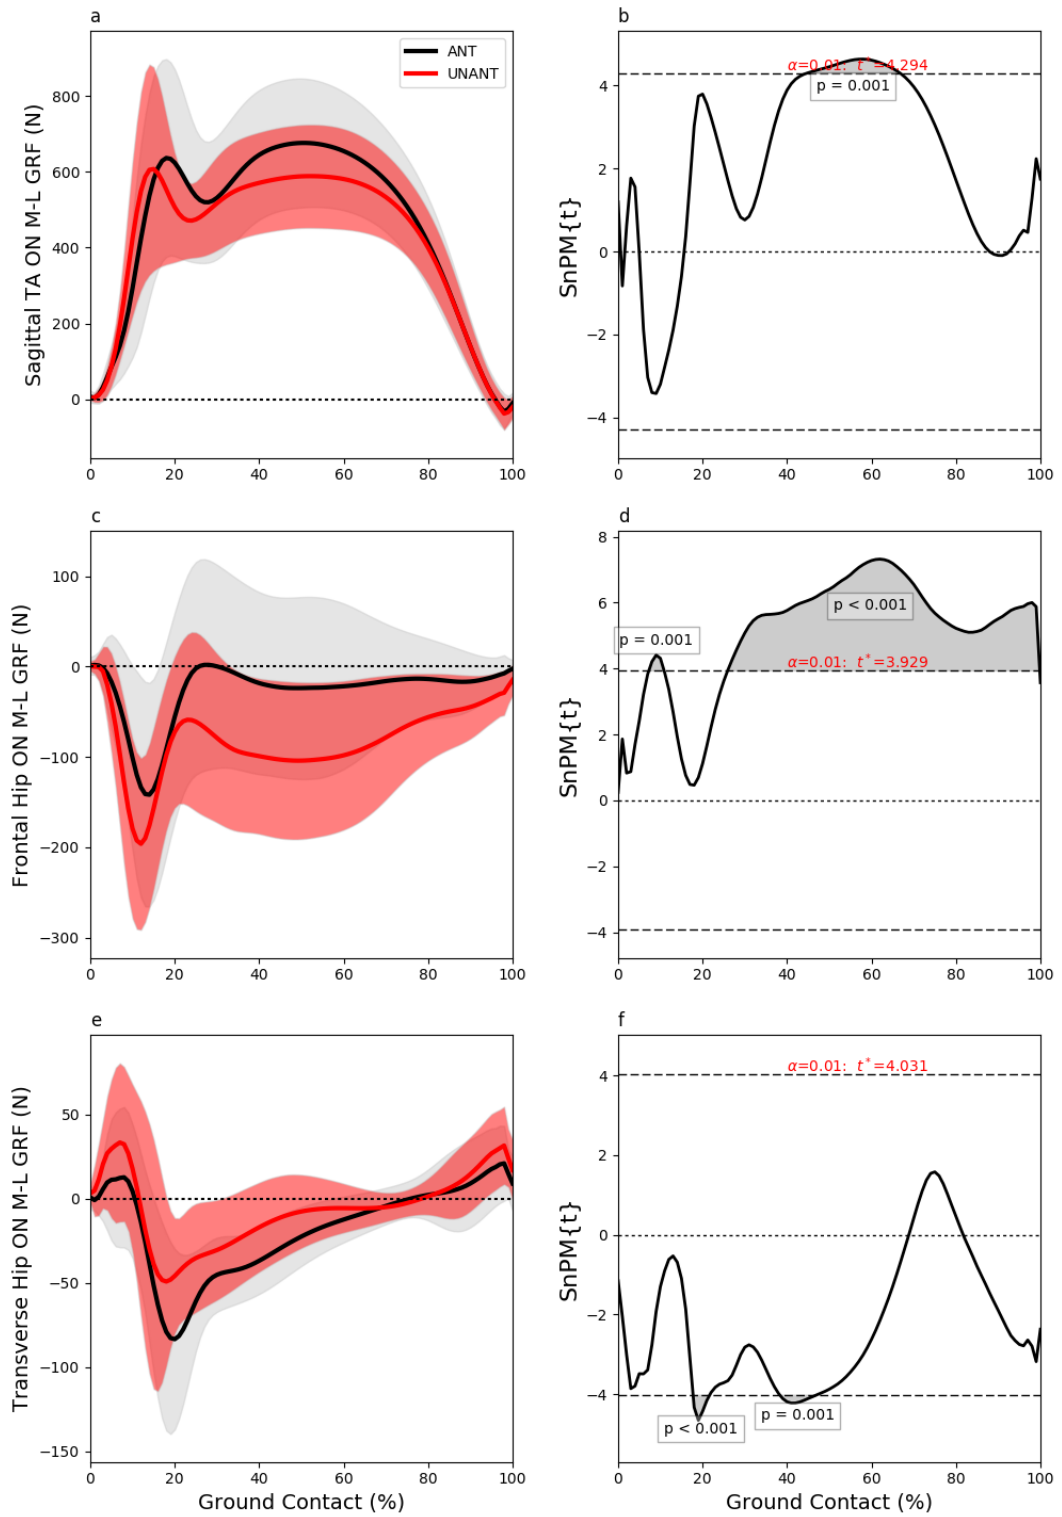 a
ANT
UNANT
Sagittal TA ON M-L GRF (N)
800
600
400
200
0
0 20 40 60 80 100
b
α=0.01: t*=4.294
p = 0.001
SnPM{t}
4
2
0
−2
−4
0 20 40 60 80 100
c
Frontal Hip ON M-L GRF (N)
100
0
−100
−200
−300
0 20 40 60 80 100
d
p = 0.001
p < 0.001
α=0.01: t*=3.929
SnPM{t}
8
6
4
2
0
−2
−4
0 20 40 60 80 100
e
Transverse Hip ON M-L GRF (N)
50
0
−50
−100
−150
0 20 40 60 80 100
Ground Contact (%)
f
α=0.01: t*=4.031
SnPM{t}
4
2
0
−2
−4
p < 0.001
p = 0.001
0 20 40 60 80 100
Ground Contact (%)